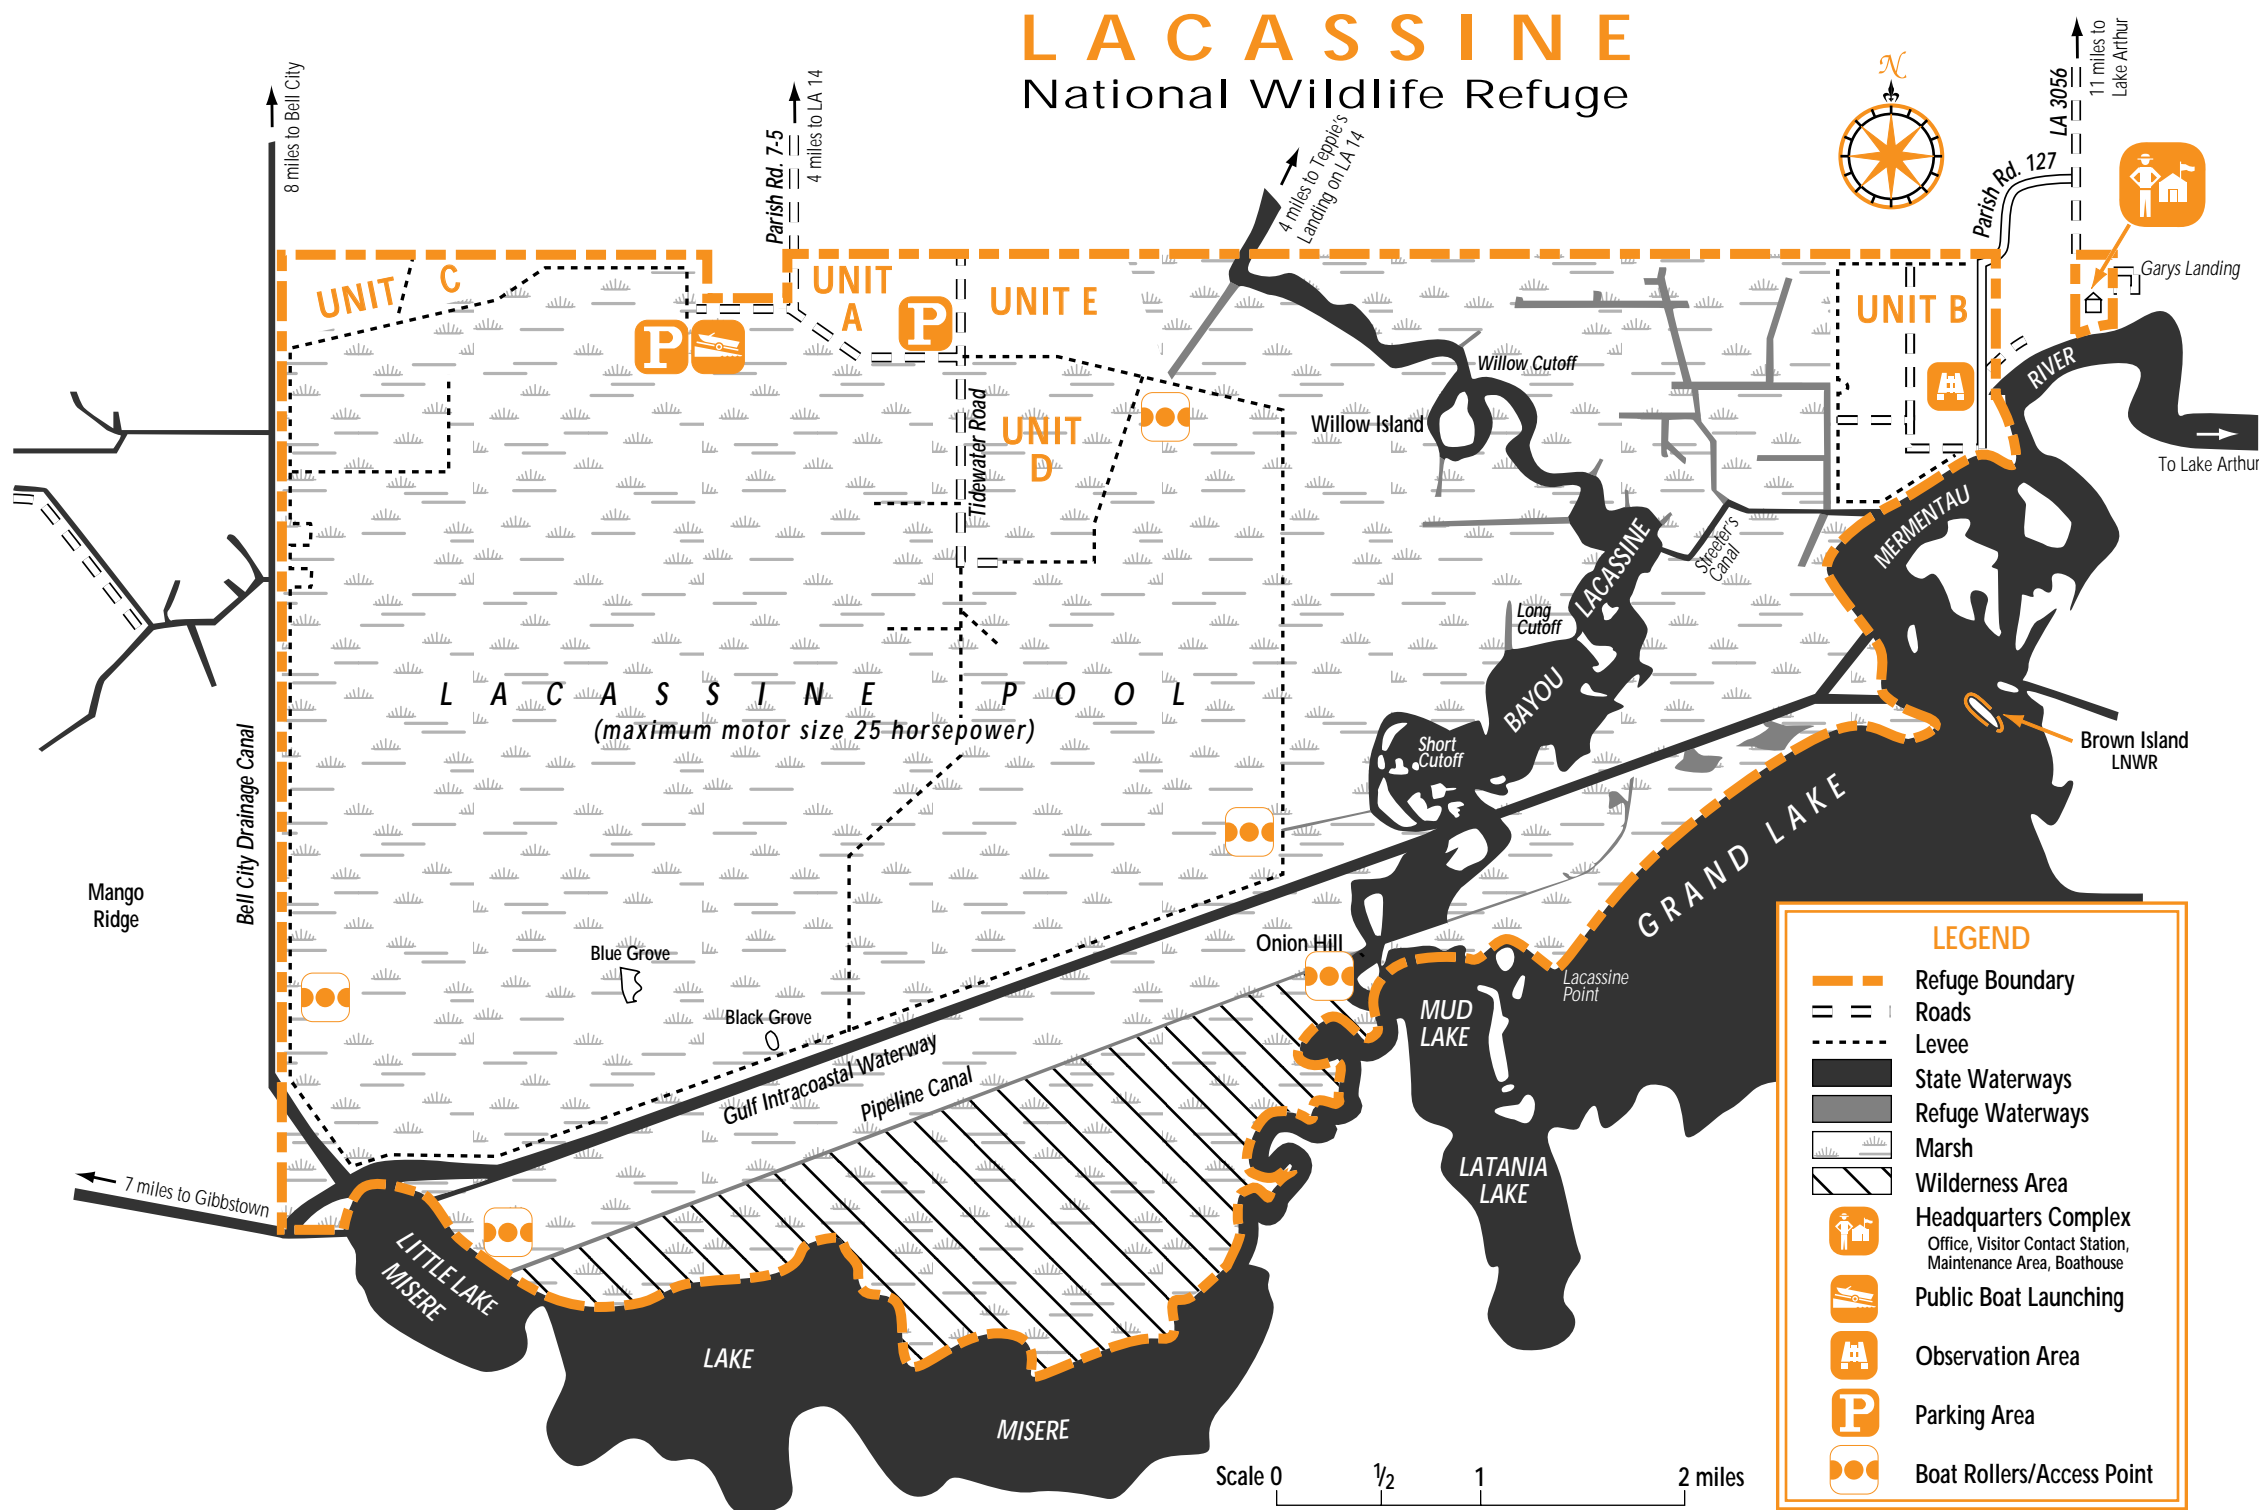 LACASSINE
National Wildlife Refuge
8 miles to Bell City
Parish Rd. 7-5
4 miles to LA 14
4 miles to Teppie's
Landing on LA 14
N
Parish Rd. 127
LA 3056
11 miles to
Lake Arthur
UNIT C
UNIT
A
P
P
UNIT E
UNIT B
Garys Landing
RIVER
To Lake Arthur
Willow Cutoff
Willow Island
Tidewater Road
UNIT
D
MERMENTAU
Streeter's
Canal
LACASSINE
Long
Cutoff
BAYOU
Short
Cutoff
LACASSINE POOL
(maximum motor size 25 horsepower)
Brown Island
LNWR
Bell City Drainage Canal
Mango
Ridge
GRAND LAKE
Blue Grove
Black Grove
Onion Hill
Lacassine
Point
MUD
LAKE
Gulf Intracoastal Waterway
Pipeline Canal
LATANIA
LAKE
7 miles to Gibbstown
LITTLE LAKE
MISERE
LAKE
MISERE
Scale 0 1/2 1 2 miles
LEGEND
Refuge Boundary
Roads
Levee
State Waterways
Refuge Waterways
Marsh
Wilderness Area
Headquarters Complex
Office, Visitor Contact Station,
Maintenance Area, Boathouse
Public Boat Launching
Observation Area
P Parking Area
Boat Rollers/Access Point